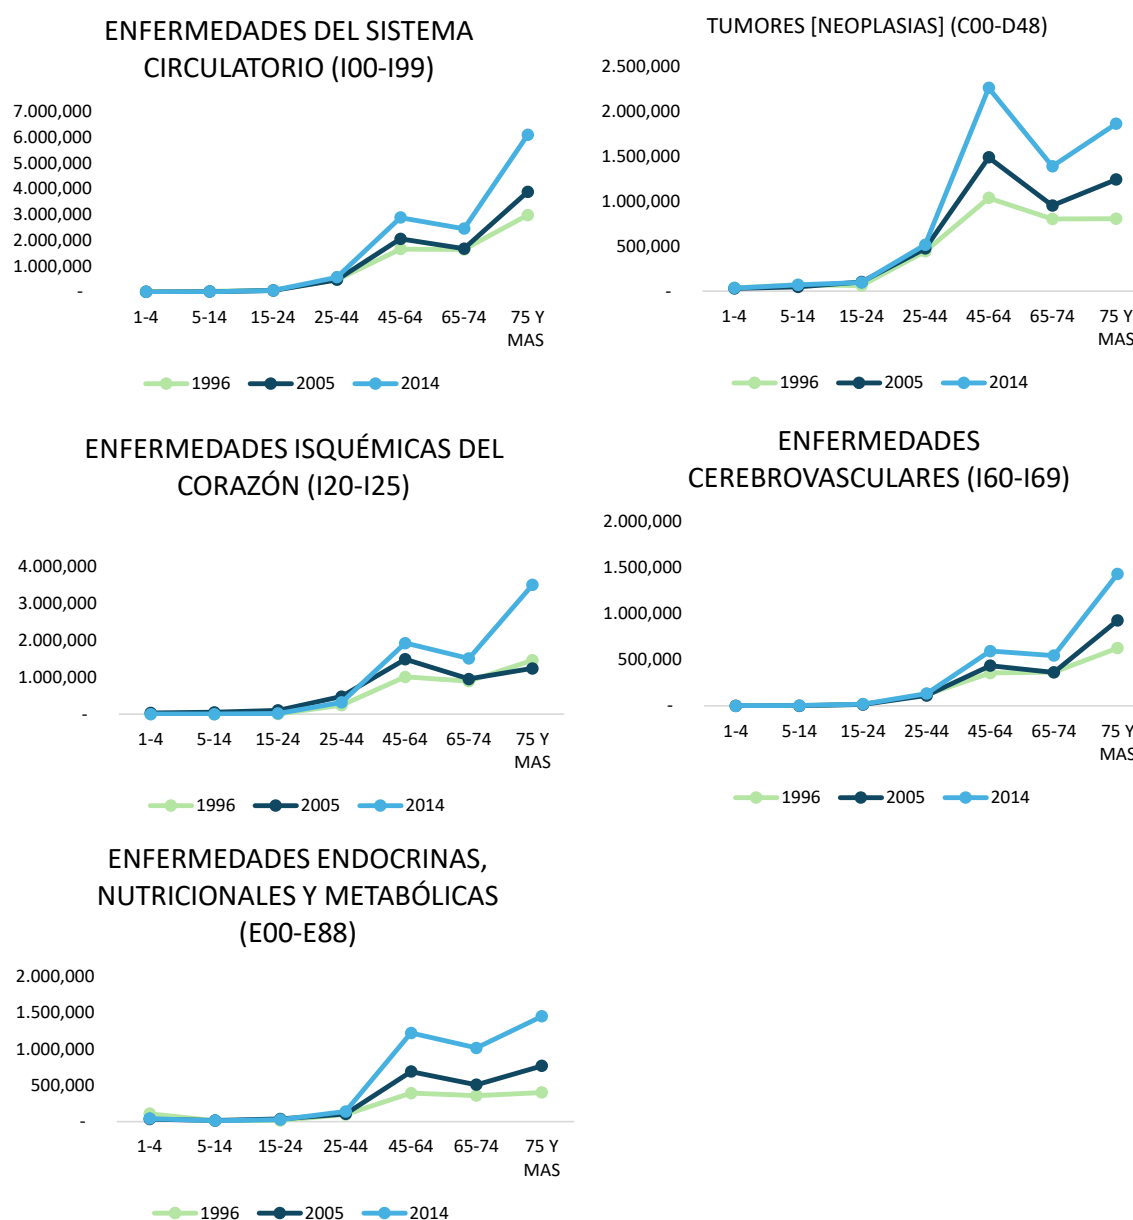 ENFERMEDADES DEL SISTEMA
CIRCULATORIO (I00-I99)
7.000,000
6.000,000
5.000,000
4.000,000
3.000,000
2.000,000
1.000,000
-
1-4 5-14 15-24 25-44 45-64 65-74 75 Y
MAS
1996 2005 2014
TUMORES [NEOPLASIAS] (C00-D48)
2.500,000
2.000,000
1.500,000
1.000,000
500,000
-
1-4 5-14 15-24 25-44 45-64 65-74 75 Y
MAS
1996 2005 2014
ENFERMEDADES ISQUÉMICAS DEL
CORAZÓN (I20-I25)
4.000,000
3.000,000
2.000,000
1.000,000
-
1-4 5-14 15-24 25-44 45-64 65-74 75 Y
MAS
1996 2005 2014
ENFERMEDADES
CEREBROVASCULARES (I60-I69)
2.000,000
1.500,000
1.000,000
500,000
-
1-4 5-14 15-24 25-44 45-64 65-74 75 Y
MAS
1996 2005 2014
ENFERMEDADES ENDOCRINAS,
NUTRICIONALES Y METABÓLICAS
(E00-E88)
2.000,000
1.500,000
1.000,000
500,000
-
1-4 5-14 15-24 25-44 45-64 65-74 75 Y
MAS
1996 2005 2014